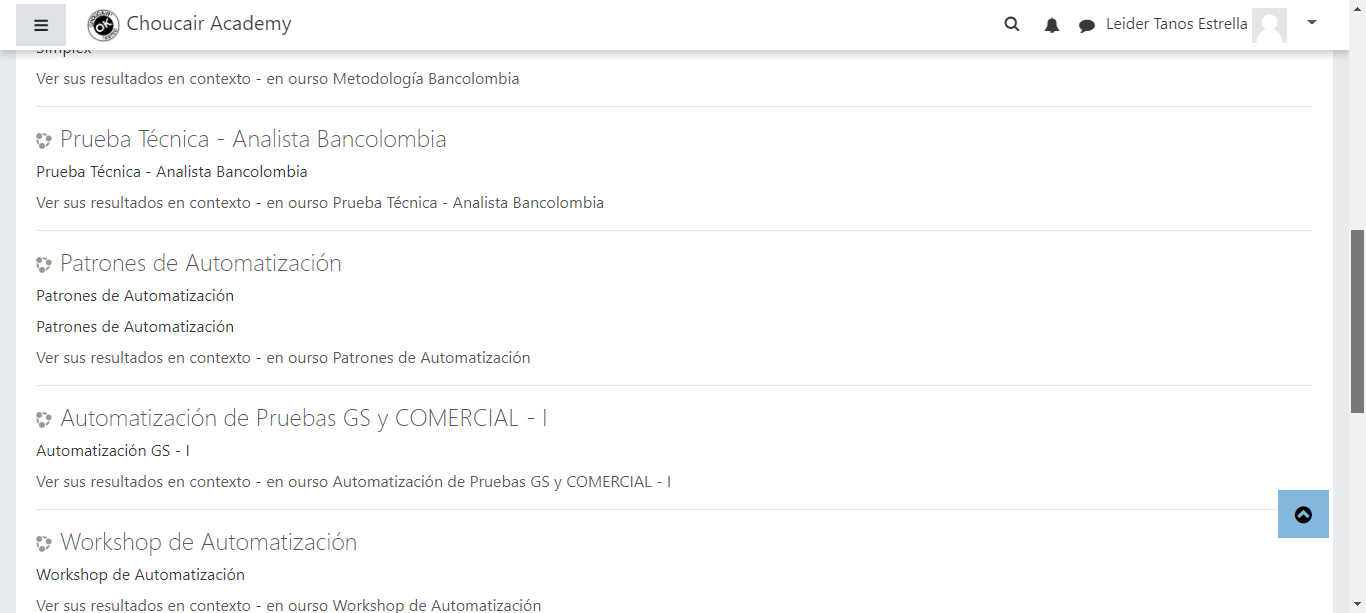 Choucair Academy
Leider Tanos Estrella
Simplex
Ver sus resultados en contexto - en ourso Metodología Bancolombia
Prueba Técnica - Analista Bancolombia
Prueba Técnica - Analista Bancolombia
Ver sus resultados en contexto - en ourso Prueba Técnica - Analista Bancolombia
Patrones de Automatización
Patrones de Automatización
Patrones de Automatización
Ver sus resultados en contexto - en ourso Patrones de Automatización
Automatización de Pruebas GS y COMERCIAL - I
Automatización GS - I
Ver sus resultados en contexto - en ourso Automatización de Pruebas GS y COMERCIAL - I
Workshop de Automatización
Workshop de Automatización
Ver sus resultados en contexto - en ourso Workshop de Automatización